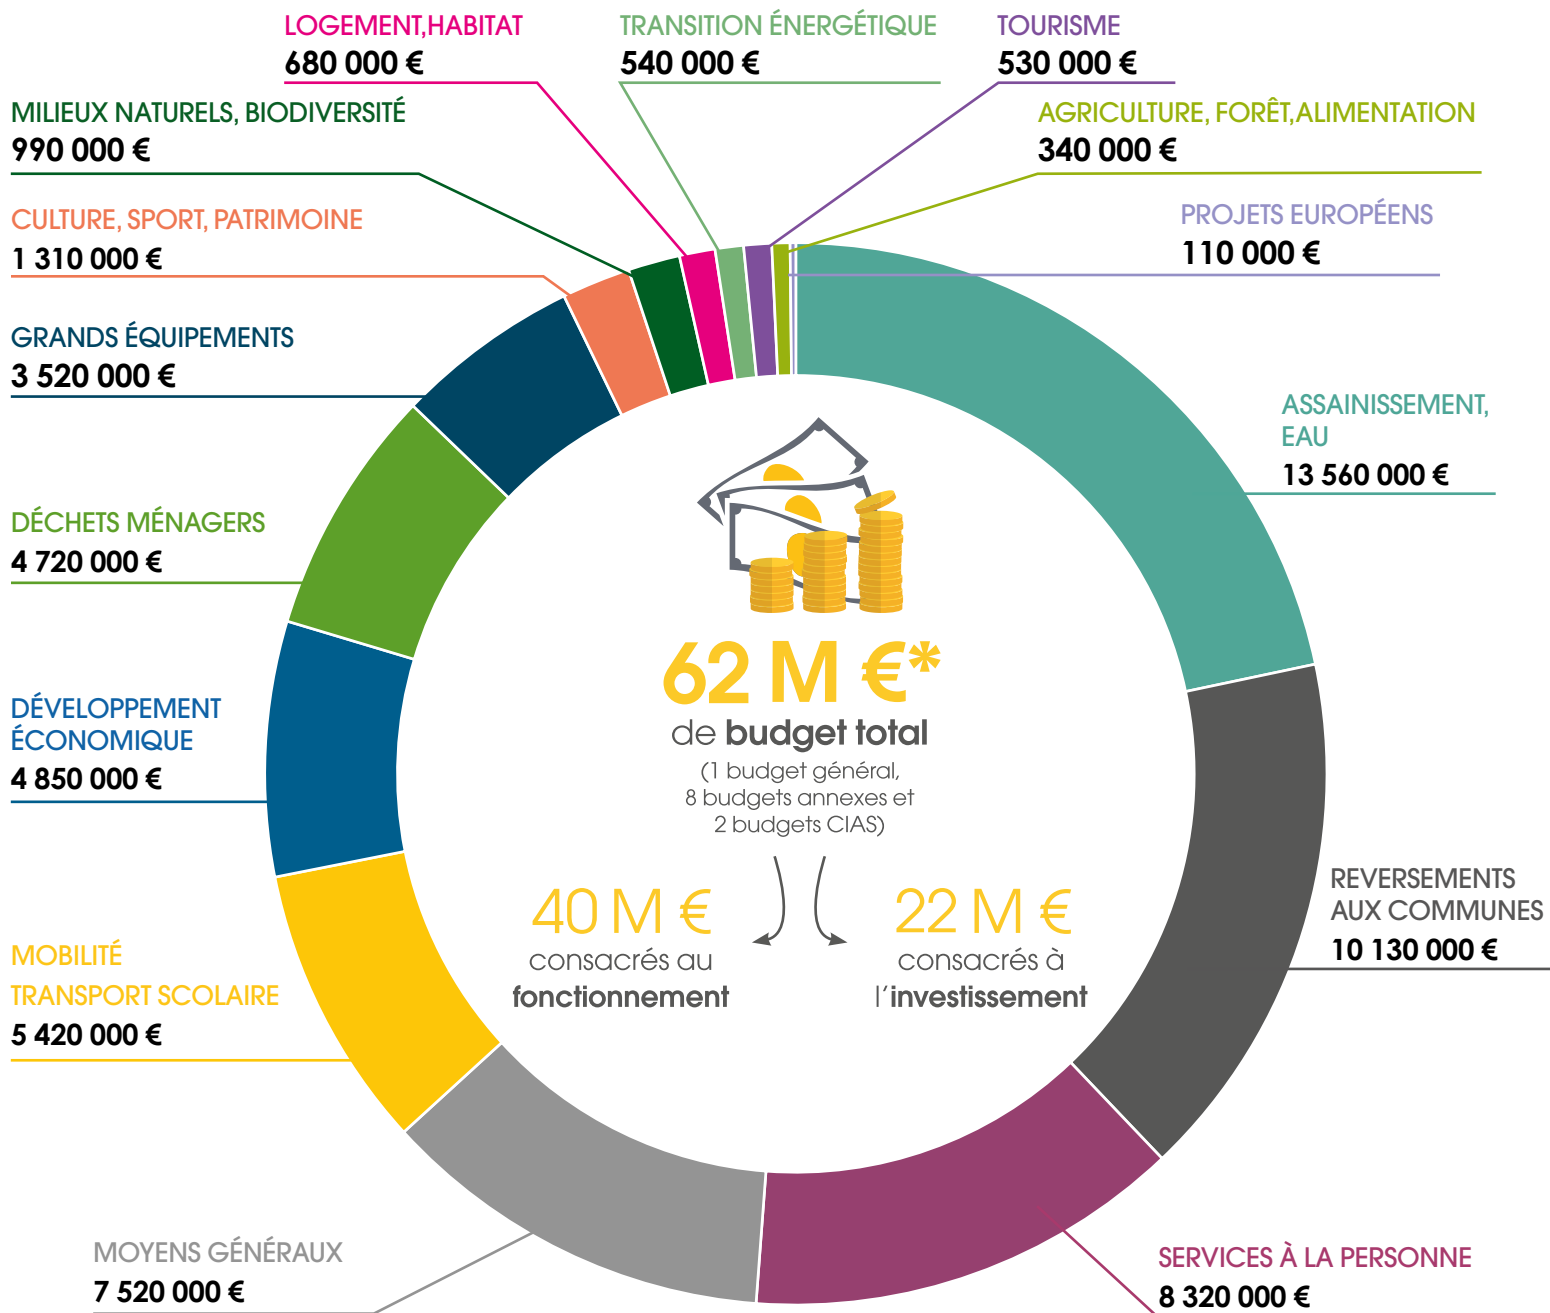 LOGEMENT,HABITAT
680 000 €
TRANSITION ÉNERGÉTIQUE
540 000 €
TOURISME
530 000 €
MILIEUX NATURELS, BIODIVERSITÉ
990 000 €
AGRICULTURE, FORÊT,ALIMENTATION
340 000 €
CULTURE, SPORT, PATRIMOINE
1 310 000 €
PROJETS EUROPÉENS
110 000 €
GRANDS ÉQUIPEMENTS
3 520 000 €
ASSAINISSEMENT,
EAU
13 560 000 €
DÉCHETS MÉNAGERS
4 720 000 €
62 M €*
de budget total
(1 budget général,
8 budgets annexes et
2 budgets CIAS)
DÉVELOPPEMENT
ÉCONOMIQUE
4 850 000 €
40 M €
consacrés au
fonctionnement
22 M €
consacrés à
l'investissement
REVERSEMENTS
AUX COMMUNES
10 130 000 €
MOBILITÉ
TRANSPORT SCOLAIRE
5 420 000 €
MOYENS GÉNÉRAUX
7 520 000 €
SERVICES À LA PERSONNE
8 320 000 €